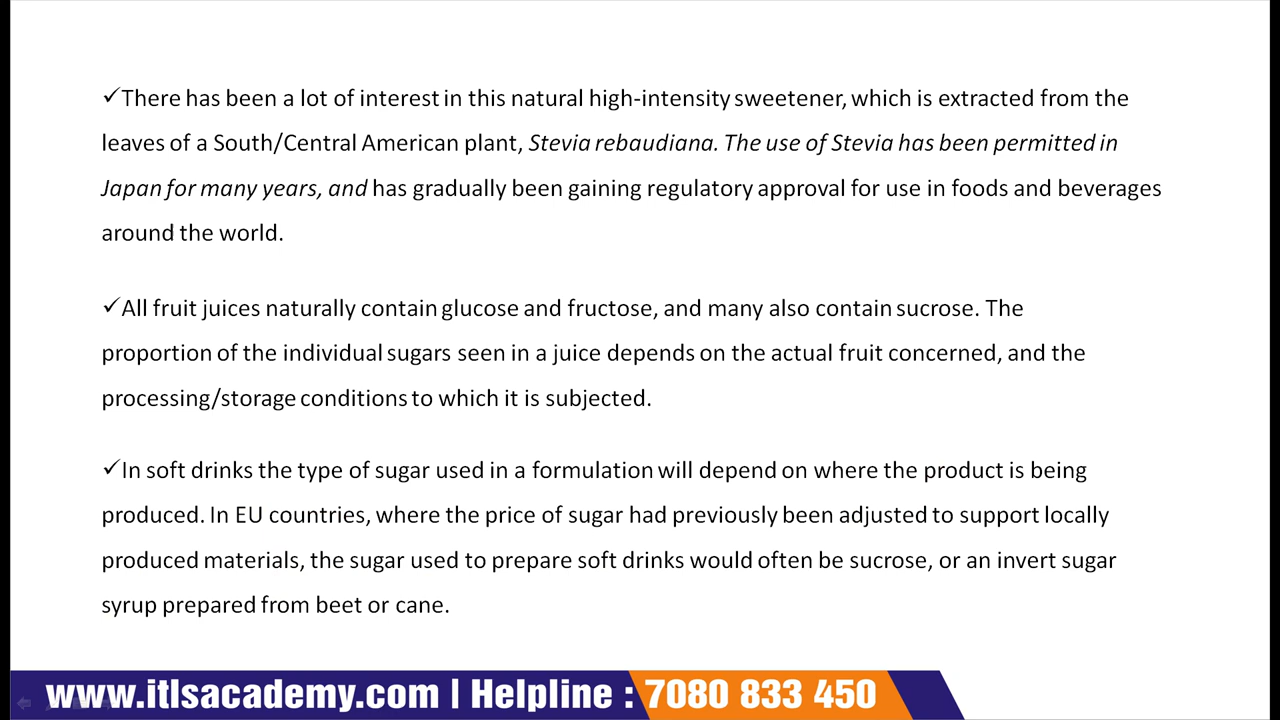 ✓There has been a lot of interest in this natural high-intensity sweetener, which is extracted from the
leaves of a South/Central American plant, Stevia rebaudiana. The use of Stevia has been permitted in
Japan for many years, and has gradually been gaining regulatory approval for use in foods and beverages
around the world.
✓All fruit juices naturally contain glucose and fructose, and many also contain sucrose. The
proportion of the individual sugars seen in a juice depends on the actual fruit concerned, and the
processing/storage conditions to which it is subjected.
✓In soft drinks the type of sugar used in a formulation will depend on where the product is being
produced. In EU countries, where the price of sugar had previously been adjusted to support locally
produced materials, the sugar used to prepare soft drinks would often be sucrose, or an invert sugar
syrup prepared from beet or cane.
www.itlsacademy.com | Helpline : 7080 833 450